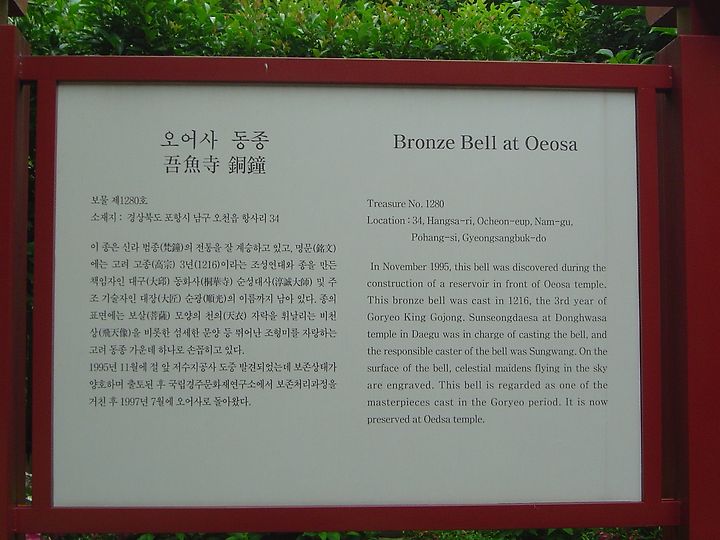 오어사 동종
吾魚寺 銅鐘
보물 제1280호
소재지 : 경상북도 포항시 남구 오천읍 항사리 34
이 종은 신라 범종(梵鐘)의 전통을 잘 계승하고 있고, 명문(銘文)
에는 고려 고종(高宗) 3년(1216)이라는 조성연대와 종을 만든
책임자인 대구(大邱) 동화사(桐華寺) 순성대사(淳誠大師) 및 주
조 기술자인 대장(大匠) 순광(順光)의 이름까지 남아 있다. 종의
표면에는 보살(菩薩) 모양의 천의(天衣) 자락을 휘날리는 비천
상(飛天像)을 비롯한 섬세한 문양 등 뛰어난 조형미를 자랑하는
고려 동종 가운데 하나로 손꼽히고 있다.
1995년 11월에 절 앞 저수지공사 도중 발견되었는데 보존상태가
양호하며 출토된 후 국립경주문화재연구소에서 보존처리과정을
거친 후 1997년 7월에 오어사로 돌아왔다.
Bronze Bell at Oeosa
Treasure No. 1280
Location : 34, Hangsa-ri, Ocheon-eup, Nam-gu,
Pohang-si, Gyeongsangbuk-do
In November 1995, this bell was discovered during the
construction of a reservoir in front of Oeosa temple.
This bronze bell was cast in 1216, the 3rd year of
Goryeo King Gojong. Sunseongdaesa at Donghwasa
temple in Daegu was in charge of casting the bell, and
the responsible caster of the bell was Sungwang. On the
surface of the bell, celestial maidens flying in the sky
are engraved. This bell is regarded as one of the
masterpieces cast in the Goryeo period. It is now
preserved at Oedsa temple.